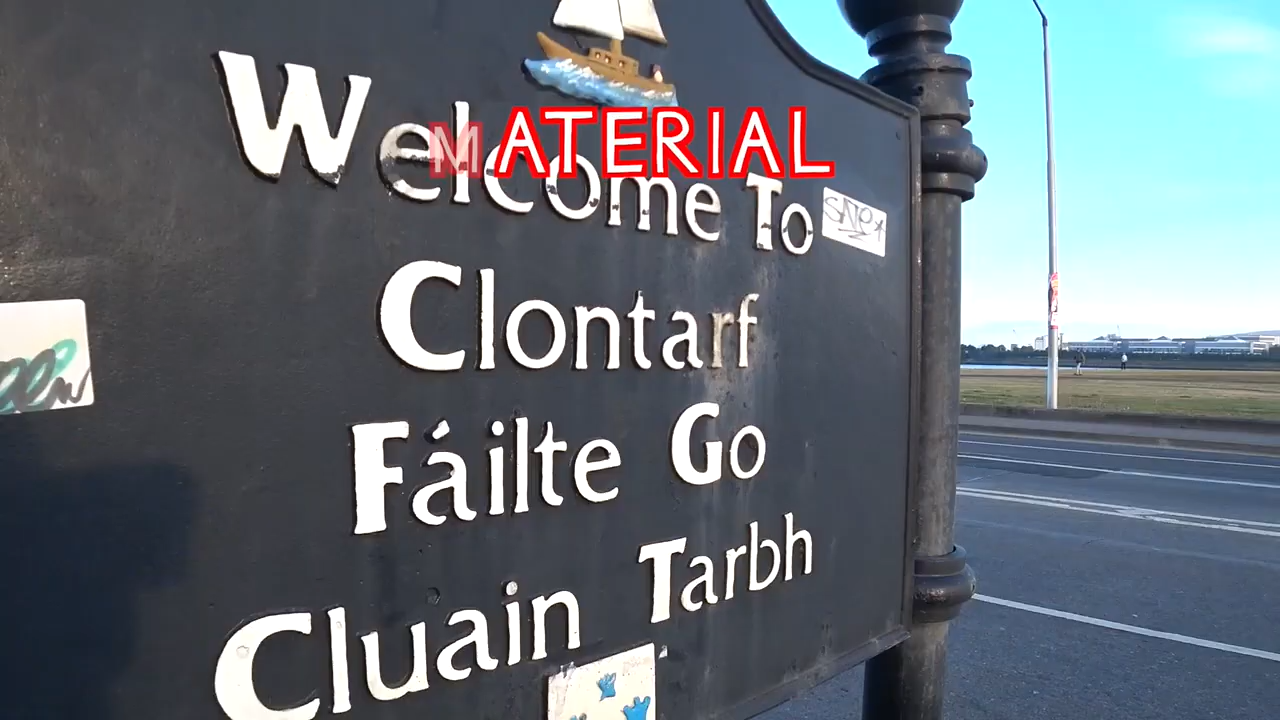 Welcome To
MATERIAL
Clontarf
Fáilte Go
Cluain Tarbh